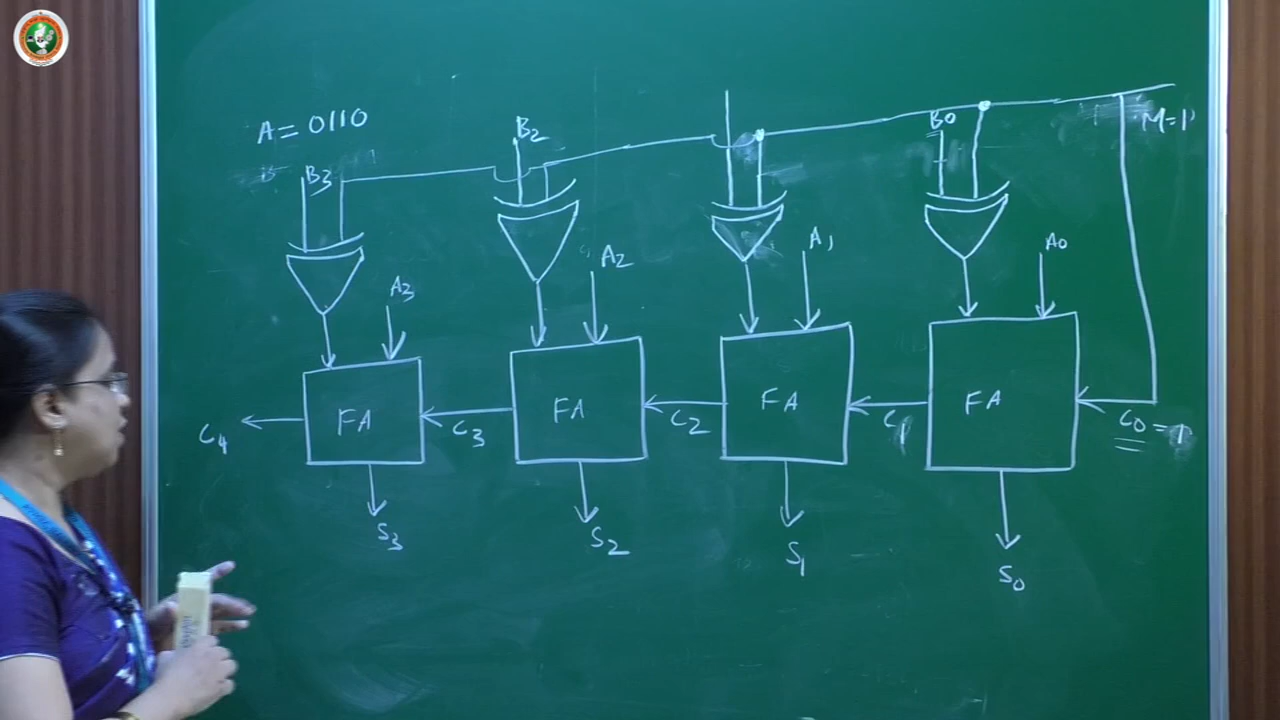 A = 0110
B2
B0
M=1
B3
A1
A0
A2
A3
FA
FA
FA
FA
C4
C3
C2
C1
C0 = 1
S3
S2
S1
S0